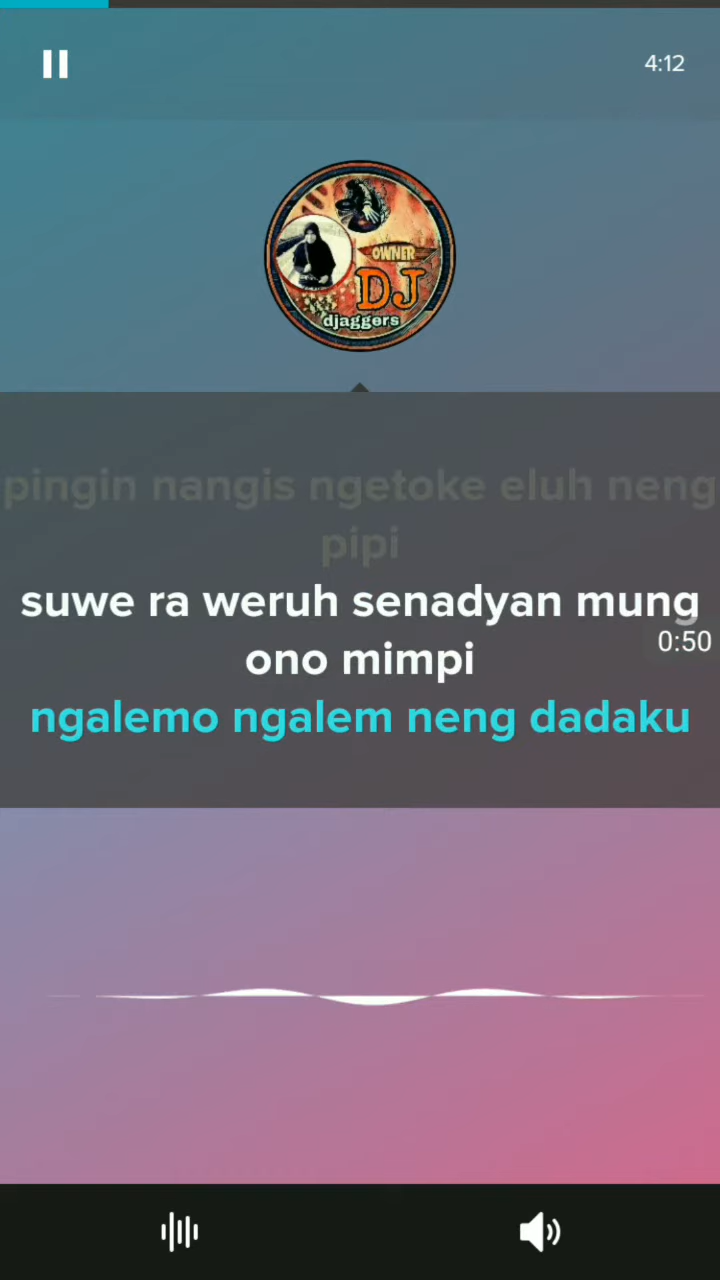 4:12
OWNER
DJ
djaggers
pingin nangis ngetoke eluh neng
pipi
suwe ra weruh senadyan mung
0:50
ono mimpi
ngalemo ngalem neng dadaku